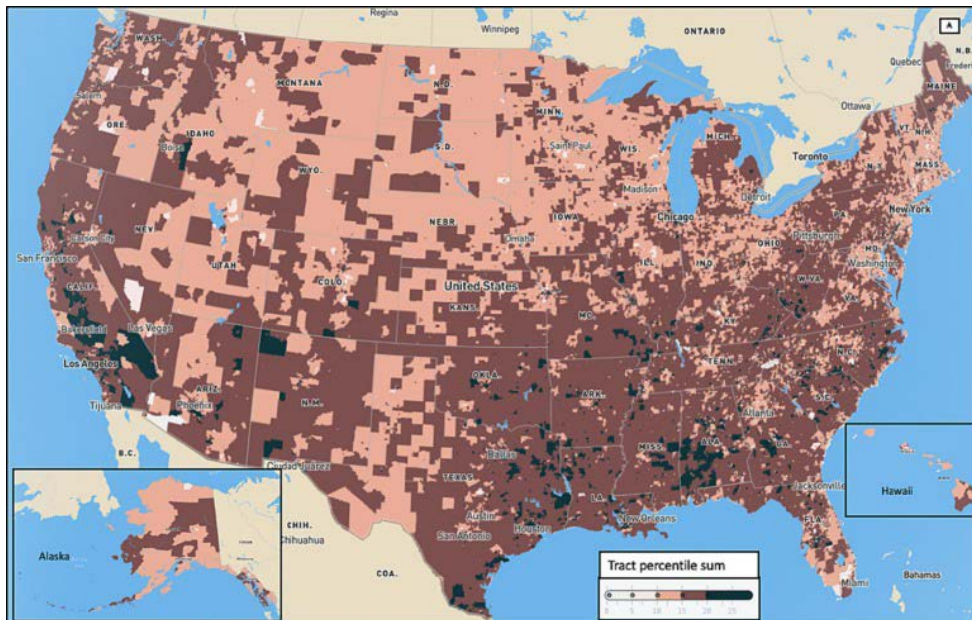 Regina
Winnipeg
ONTARIO
Quebec
N.B.
Frederi
WASH.
MONTANA
N.D.
MAINE
Ottawa
Salem
ORE.
MINN.
VT.
N.H.
IDAHO
Boise
S.D.
Saint Paul
WIS.
MICH.
Toronto
N.Y.
MASS.
WYO.
Madison
Detroit
NEBR.
IOWA
Chicago
New York
PA.
Omaha
Pittsburgh
Carson City
NEV.
OHIO
San Francisco
UTAH
COLO.
ILL.
IND.
MD.
Washington
United States
W.VA.
CALIF.
KANS.
MO.
VA.
Las Vegas
KY.
Bakersfield
TENN.
N.C.
Los Angeles
OKLA.
ARIZ.
ARK.
S.C.
Phoenix
N.M.
Atlanta
Tijuana
MISS.
ALA.
GA.
B.C.
Dallas
Ciudad Juárez
TEXAS
LA.
Jacksonville
Hawaii
Austin
Houston
New Orleans
San Antonio
FLA.
CHIH.
Chihuahua
Alaska
COA.
Tract percentile sum
0 5 10 15 20 25
Miami
Bahamas